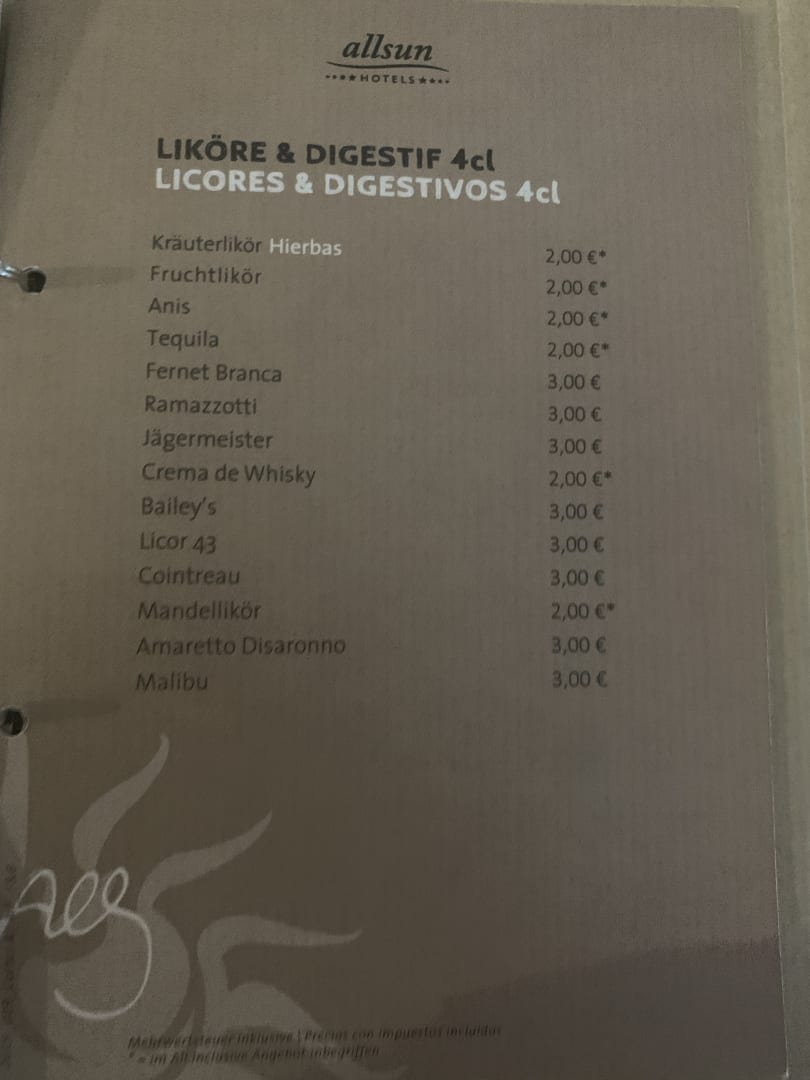 allsun
****HOTELS****
LIKÖRE & DIGESTIF 4cl
LICORES & DIGESTIVOS 4cl
Kräuterlikör Hierbas 2,00 €*
Fruchtlikör 2,00 €*
Anis 2,00 €*
Tequila 2,00 €*
Fernet Branca 3,00 €
Ramazzotti 3,00 €
Jägermeister 3,00 €
Crema de Whisky 2,00 €*
Bailey's 3,00 €
Licor 43 3,00 €
Cointreau 3,00 €
Mandellikör 2,00 €*
Amaretto Disaronno 3,00 €
Malibu 3,00 €
Mehrwertsteuer inklusive | Precios con impuestos incluidos
* = im All Inclusive Angebot inbegriffen